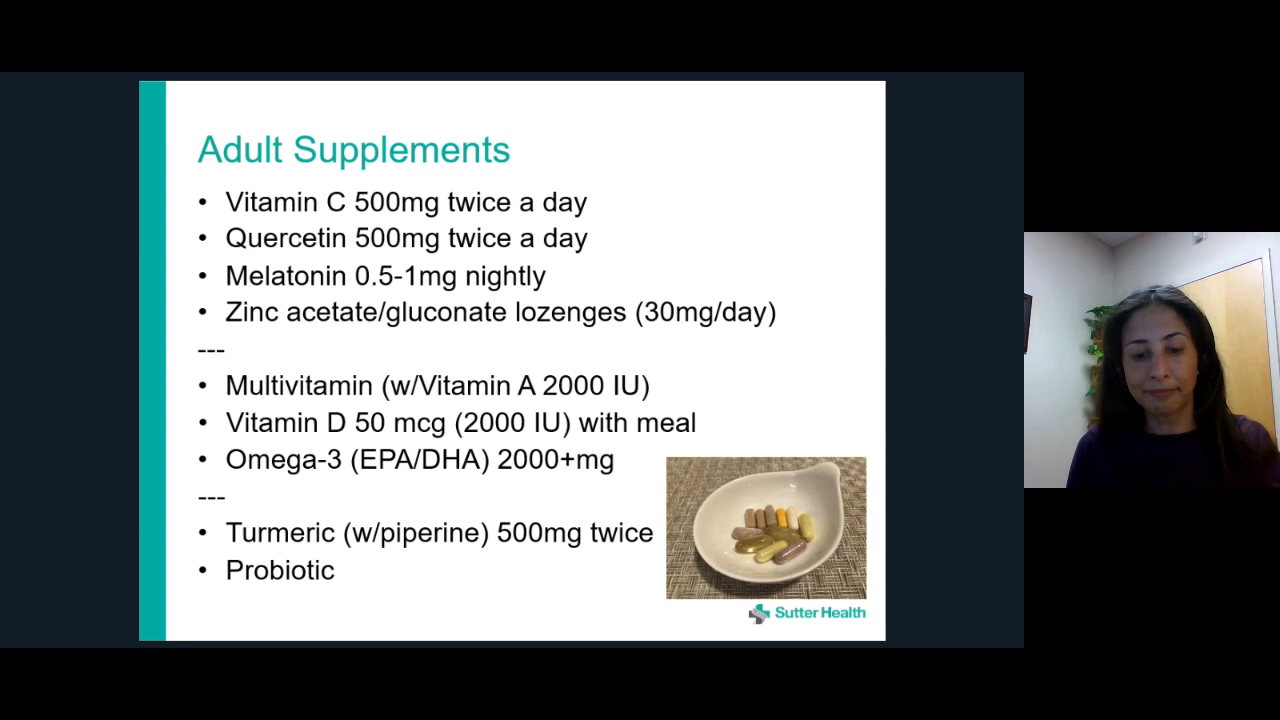 Adult Supplements
• Vitamin C 500mg twice a day
• Quercetin 500mg twice a day
• Melatonin 0.5-1mg nightly
• Zinc acetate/gluconate lozenges (30mg/day)
---
• Multivitamin (w/Vitamin A 2000 IU)
• Vitamin D 50 mcg (2000 IU) with meal
• Omega-3 (EPA/DHA) 2000+mg
---
• Turmeric (w/piperine) 500mg twice
• Probiotic
Sutter Health